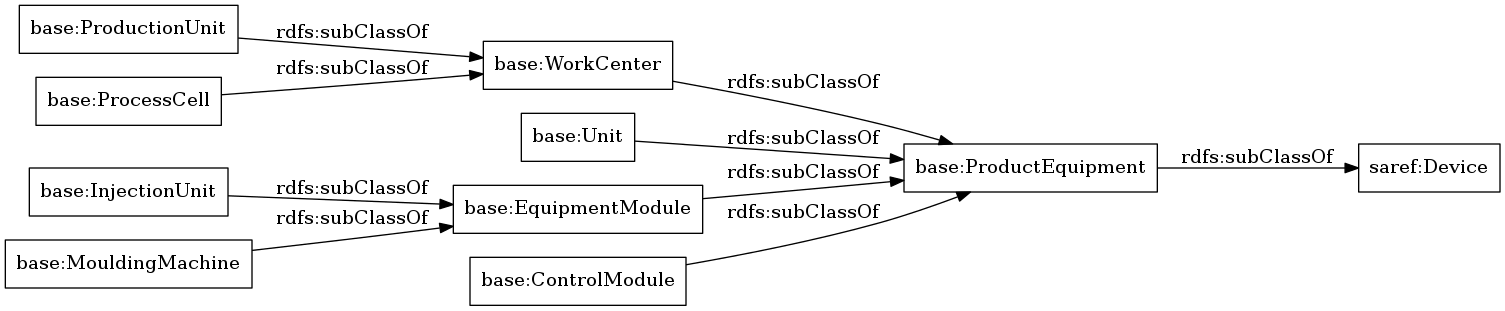 base:ProductionUnit
rdfs:subClassOf
base:WorkCenter
rdfs:subClassOf
base:ProcessCell
rdfs:subClassOf
base:Unit
rdfs:subClassOf
base:ProductEquipment
rdfs:subClassOf
saref:Device
base:InjectionUnit
rdfs:subClassOf
base:EquipmentModule
rdfs:subClassOf
rdfs:subClassOf
base:MouldingMachine
rdfs:subClassOf
base:ControlModule